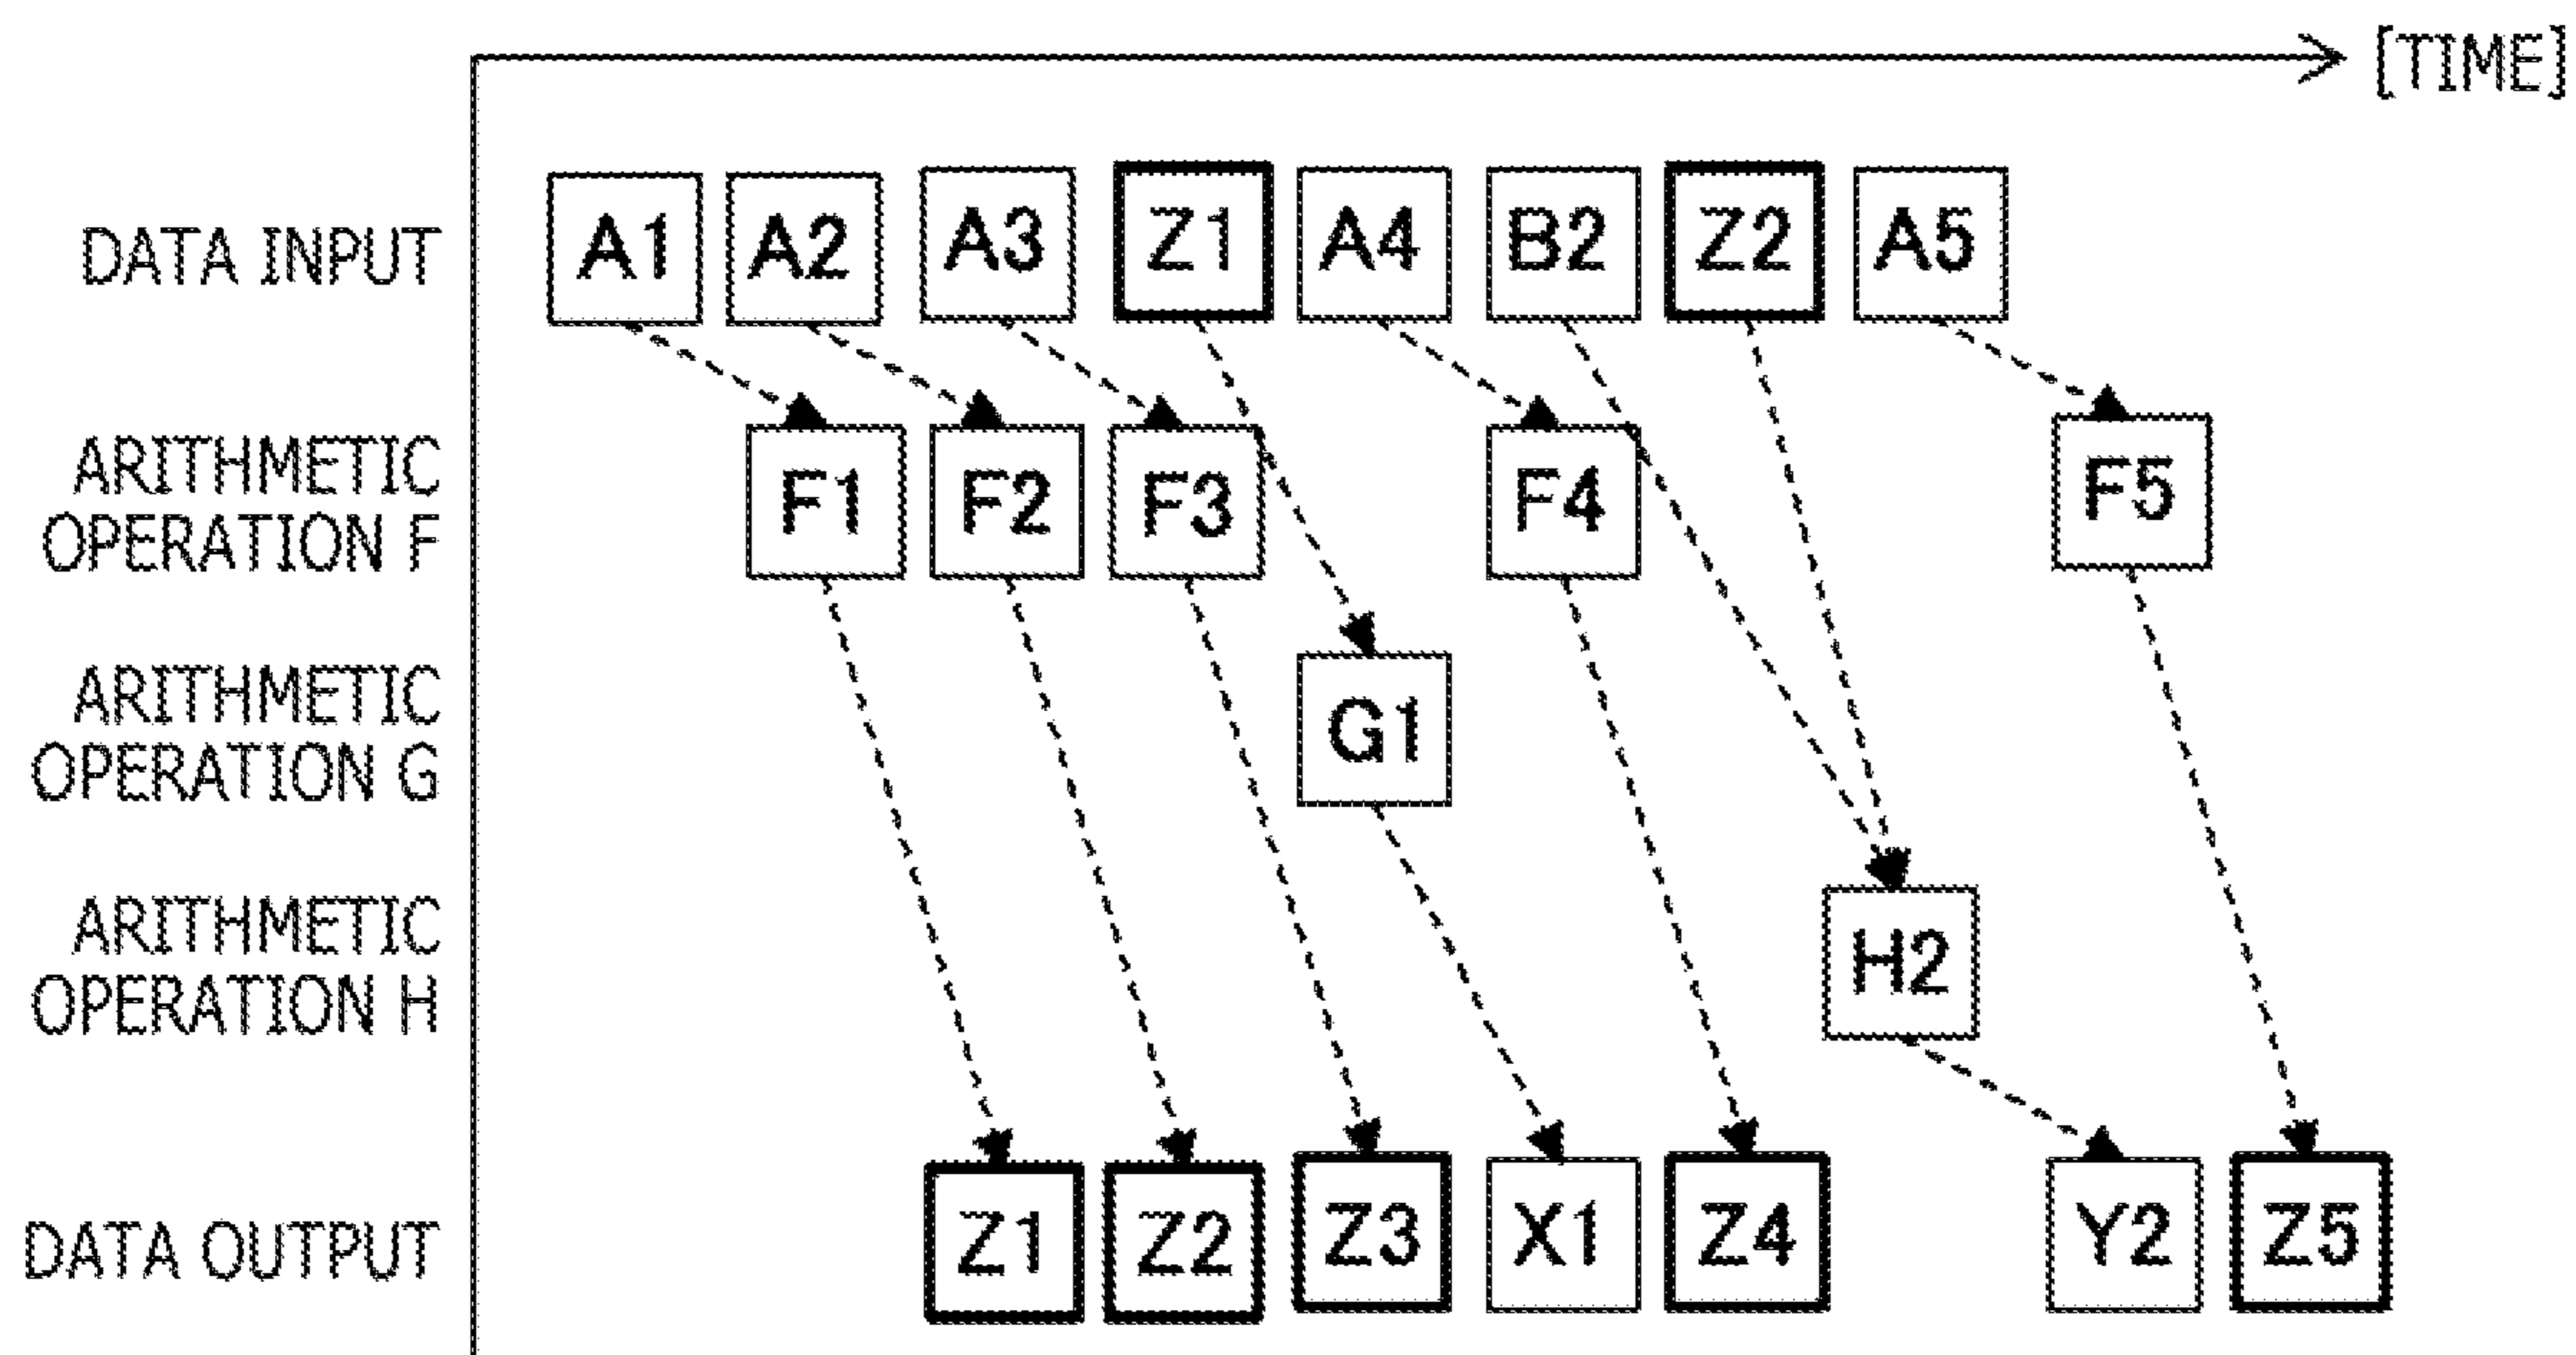 [TIME]
DATA INPUT
A1 A2 A3 Z1 A4 B2 Z2 A5
ARITHMETIC
OPERATION F
F1 F2 F3 F4 F5
ARITHMETIC
OPERATION G
G1
ARITHMETIC
OPERATION H
H2
DATA OUTPUT
Z1 Z2 Z3 X1 Z4 Y2 Z5